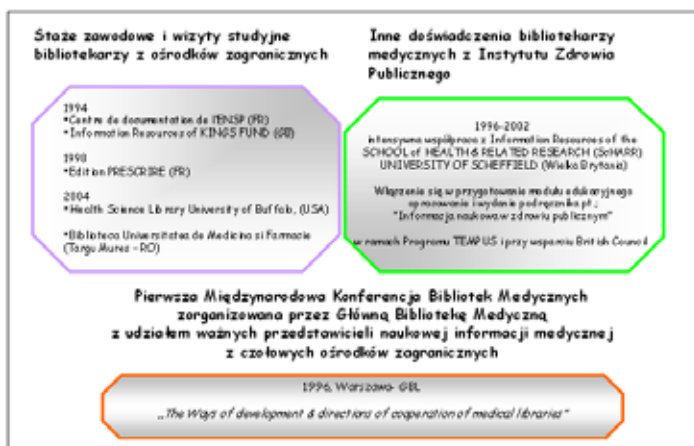 Staże zawodowe i wizyty studyjne
bibliotekarzy z ośrodków zagranicznych
1994
•Centre de documentation de l'ENSP (FR)
•Information Resources of KINGS FUND (GB)
1998
•Edition PRESCRIRE (FR)
2004
•Health Science Library University of Buffalo, (USA)
•Biblioteca Universitatea de Medicina si Farmacie
(Targu Mures - RO)
Inne doświadczenia bibliotekarzy
medycznych z Instytutu Zdrowia
Publicznego
1996-2002
intensywna współpraca z Information Resources of the
SCHOOL of HEALTH & RELATED RESEARCH (ScHARR)
UNIVERSITY OF SCHEFFIELD (Wielka Brytania)
Włączenie się w przygotowanie modułu edukacyjnego
opracowanie i wydanie podręcznika pt.:
"Informacja naukowa w zdrowiu publicznym"
w ramach Programu TEMPUS i przy wsparciu British Council
Pierwsza Międzynarodowa Konferencja Bibliotek Medycznych
zorganizowana przez Główną Bibliotekę Medyczną
z udziałem ważnych przedstawicieli naukowej informacji medycznej
z czołowych ośrodków zagranicznych
1996, Warszawa- GBL
„The Ways of development & directions of cooperation of medical libraries"